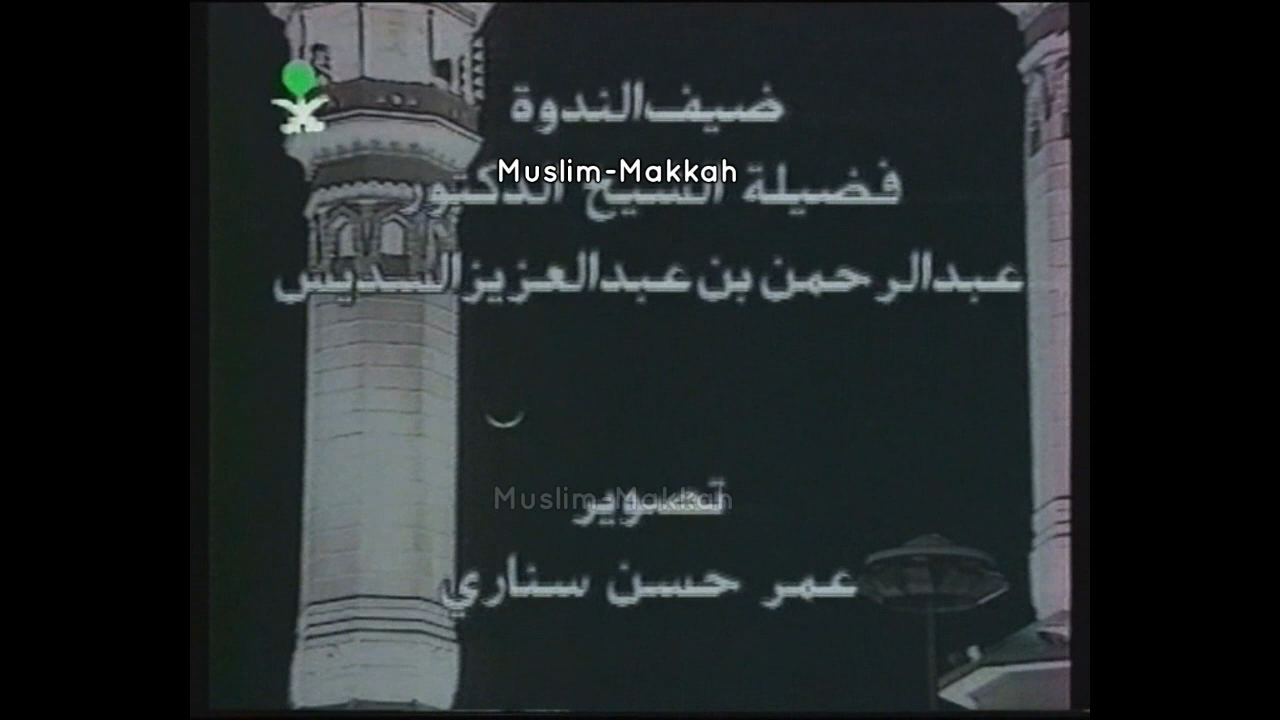 ضيف الندوة
Muslim-Makkah
فضيلة الشيخ الدكتور
عبدالرحمن بن عبدالعزيز السديس
Muslim-Makkah
تصوير
عمر حسن سناري